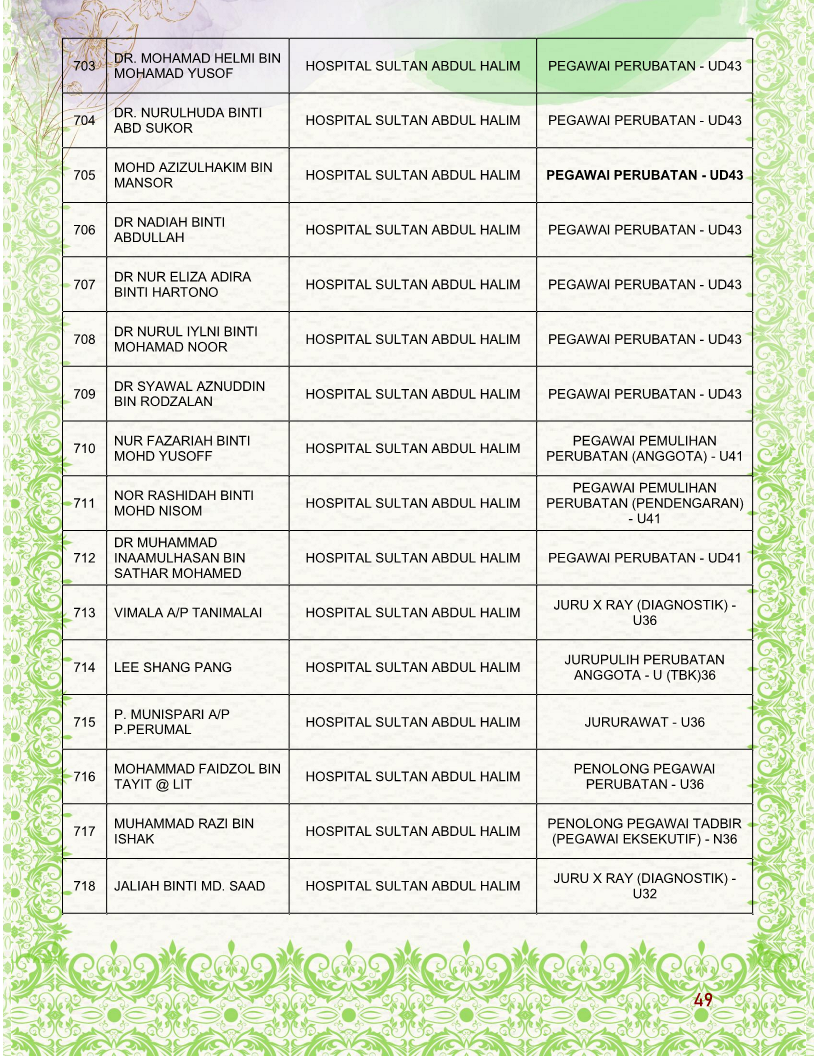 703
DR. MOHAMAD HELMI BIN
MOHAMAD YUSOF
HOSPITAL SULTAN ABDUL HALIM
PEGAWAI PERUBATAN - UD43
704
DR. NURULHUDA BINTI
ABD SUKOR
HOSPITAL SULTAN ABDUL HALIM
PEGAWAI PERUBATAN - UD43
705
MOHD AZIZULHAKIM BIN
MANSOR
HOSPITAL SULTAN ABDUL HALIM
PEGAWAI PERUBATAN - UD43
706
DR NADIAH BINTI
ABDULLAH
HOSPITAL SULTAN ABDUL HALIM
PEGAWAI PERUBATAN - UD43
707
DR NUR ELIZA ADIRA
BINTI HARTONO
HOSPITAL SULTAN ABDUL HALIM
PEGAWAI PERUBATAN - UD43
708
DR NURUL IYLNI BINTI
MOHAMAD NOOR
HOSPITAL SULTAN ABDUL HALIM
PEGAWAI PERUBATAN - UD43
709
DR SYAWAL AZNUDDIN
BIN RODZALAN
HOSPITAL SULTAN ABDUL HALIM
PEGAWAI PERUBATAN - UD43
710
NUR FAZARIAH BINTI
MOHD YUSOFF
HOSPITAL SULTAN ABDUL HALIM
PEGAWAI PEMULIHAN
PERUBATAN (ANGGOTA) - U41
711
NOR RASHIDAH BINTI
MOHD NISOM
HOSPITAL SULTAN ABDUL HALIM
PEGAWAI PEMULIHAN
PERUBATAN (PENDENGARAN)
- U41
712
DR MUHAMMAD
INAAMULHASAN BIN
SATHAR MOHAMED
HOSPITAL SULTAN ABDUL HALIM
PEGAWAI PERUBATAN - UD41
713
VIMALA A/P TANIMALAI
HOSPITAL SULTAN ABDUL HALIM
JURU X RAY (DIAGNOSTIK) -
U36
714
LEE SHANG PANG
HOSPITAL SULTAN ABDUL HALIM
JURUPULIH PERUBATAN
ANGGOTA - U (TBK)36
715
P. MUNISPARI A/P
P.PERUMAL
HOSPITAL SULTAN ABDUL HALIM
JURURAWAT - U36
716
MOHAMMAD FAIDZOL BIN
TAYIT @ LIT
HOSPITAL SULTAN ABDUL HALIM
PENOLONG PEGAWAI
PERUBATAN - U36
717
MUHAMMAD RAZI BIN
ISHAK
HOSPITAL SULTAN ABDUL HALIM
PENOLONG PEGAWAI TADBIR
(PEGAWAI EKSEKUTIF) - N36
718
JALIAH BINTI MD. SAAD
HOSPITAL SULTAN ABDUL HALIM
JURU X RAY (DIAGNOSTIK) -
U32
49